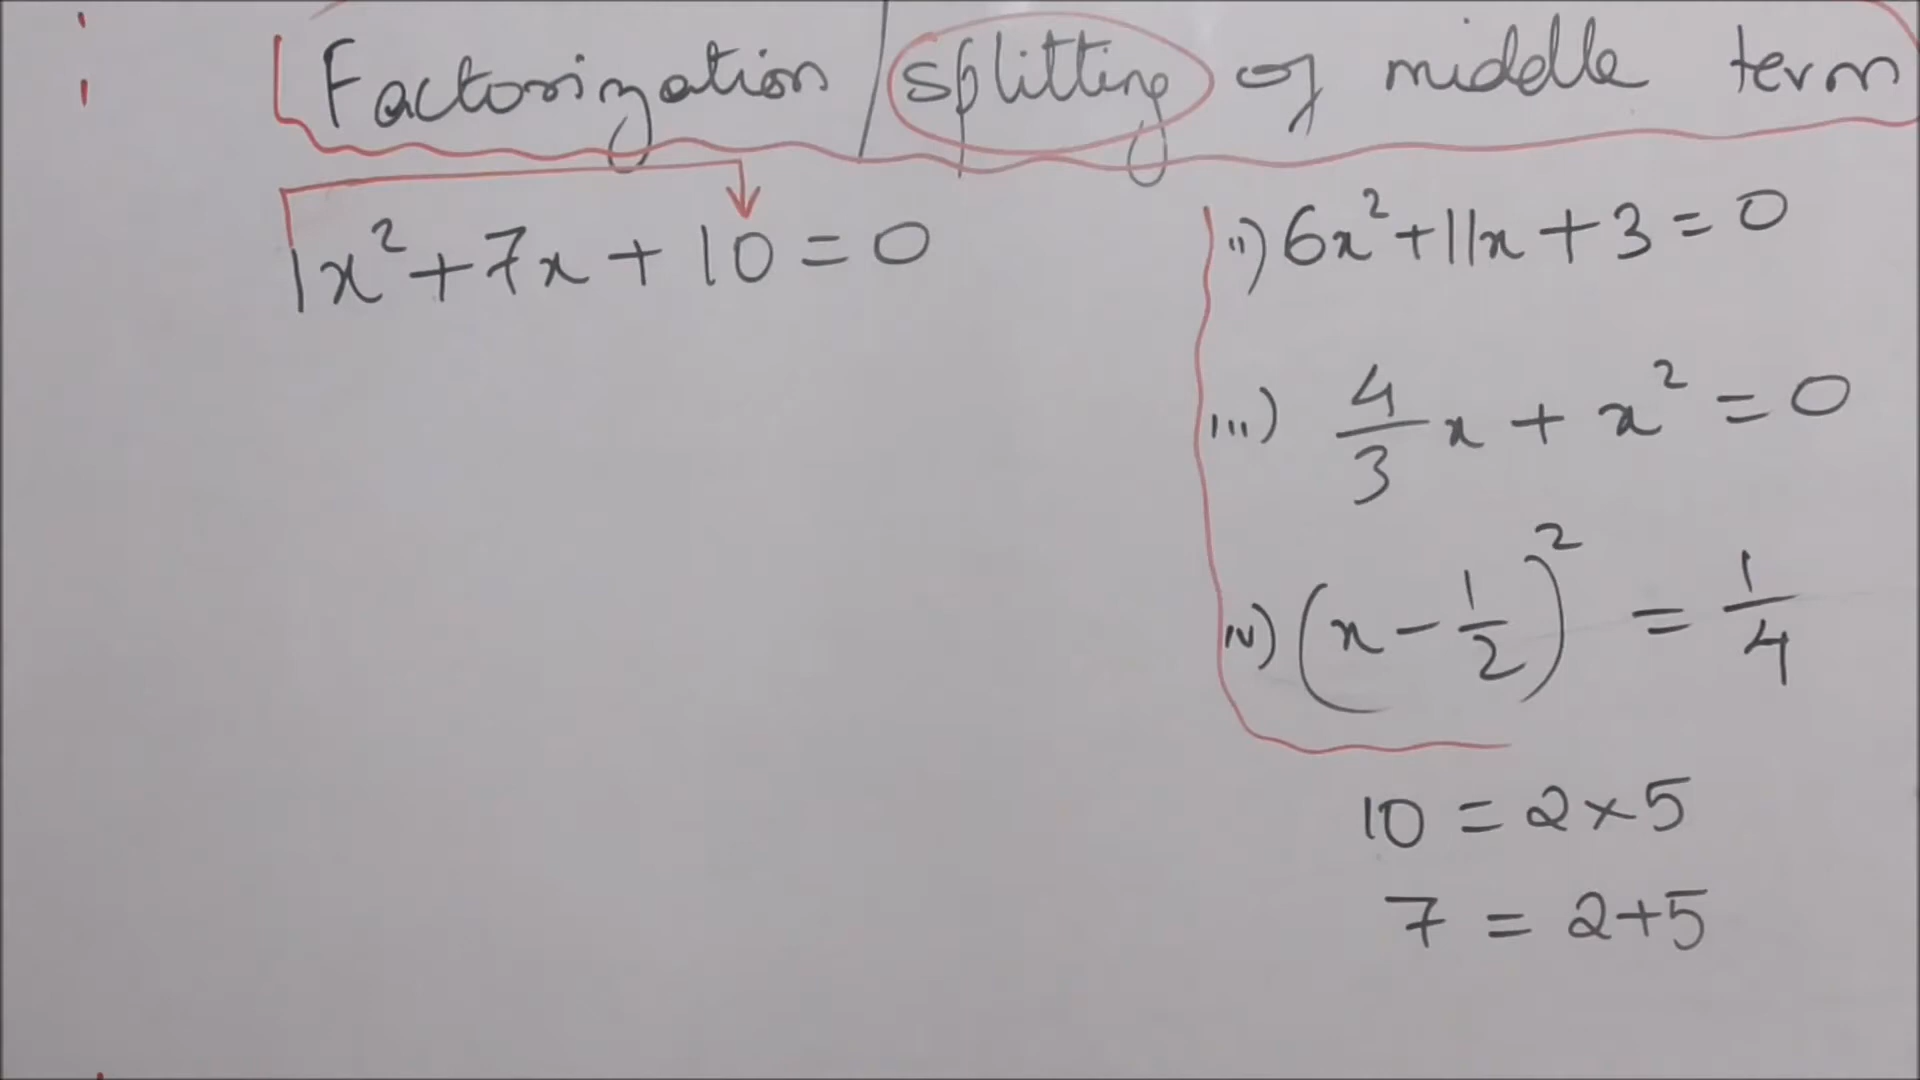 Factorization / splitting of middle term
1x² + 7x + 10 = 0
ii) 6x² + 11x + 3 = 0
iii) 4/3 x + x² = 0
iv) (x - 1/2)² = 1/4
10 = 2 × 5
7 = 2 + 5